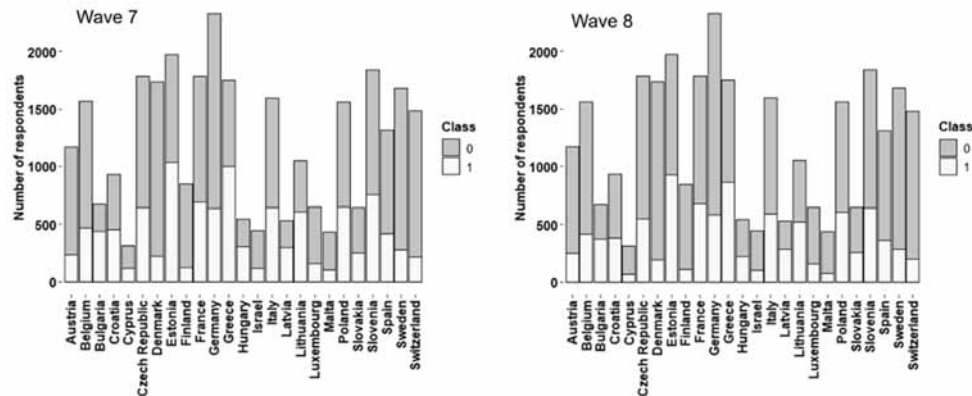 Wave 7
Number of respondents
2000
1500
1000
500
0
Class
0
1
Austria
Belgium
Bulgaria
Croatia
Cyprus
Czech Republic
Denmark
Estonia
Finland
France
Germany
Greece
Hungary
Israel
Italy
Latvia
Lithuania
Luxembourg
Malta
Poland
Slovakia
Slovenia
Spain
Sweden
Switzerland
Wave 8
Number of respondents
2000
1500
1000
500
0
Class
0
1
Austria
Belgium
Bulgaria
Croatia
Cyprus
Czech Republic
Denmark
Estonia
Finland
France
Germany
Greece
Hungary
Israel
Italy
Latvia
Lithuania
Luxembourg
Malta
Poland
Slovakia
Slovenia
Spain
Sweden
Switzerland